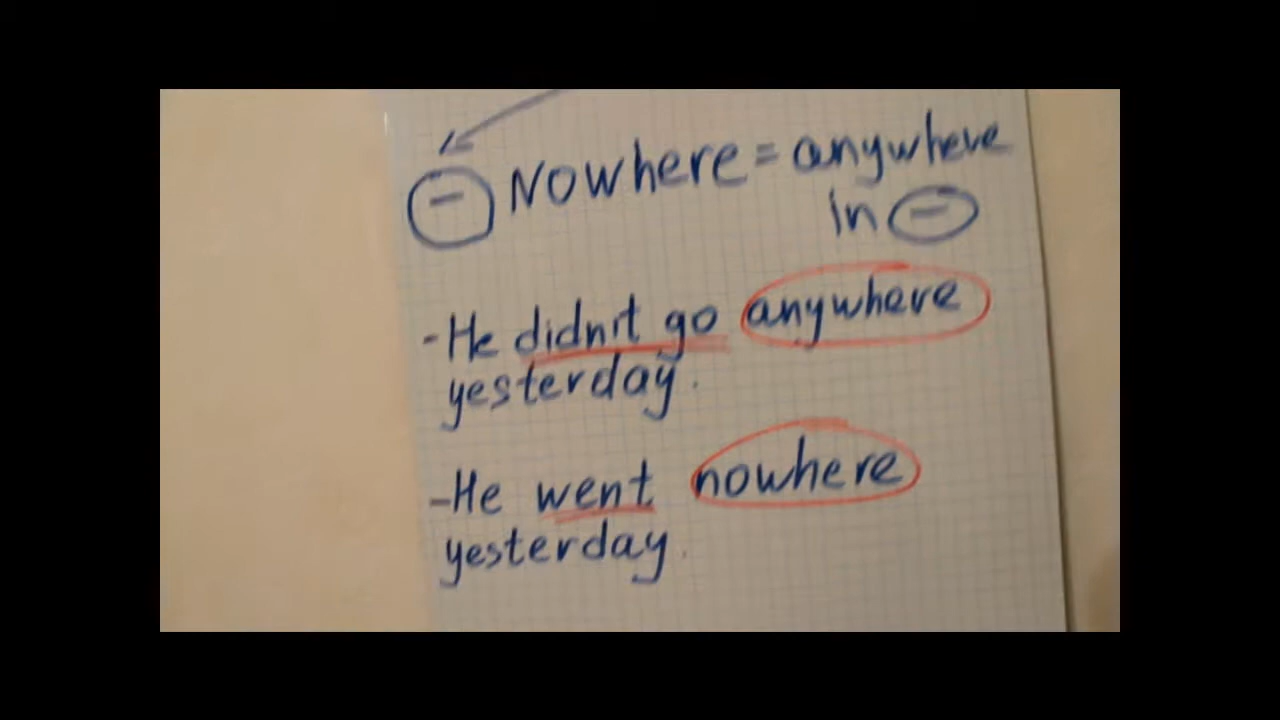 - Nowhere = anywhere
in -
- He didn't go anywhere
yesterday.
- He went nowhere
yesterday.